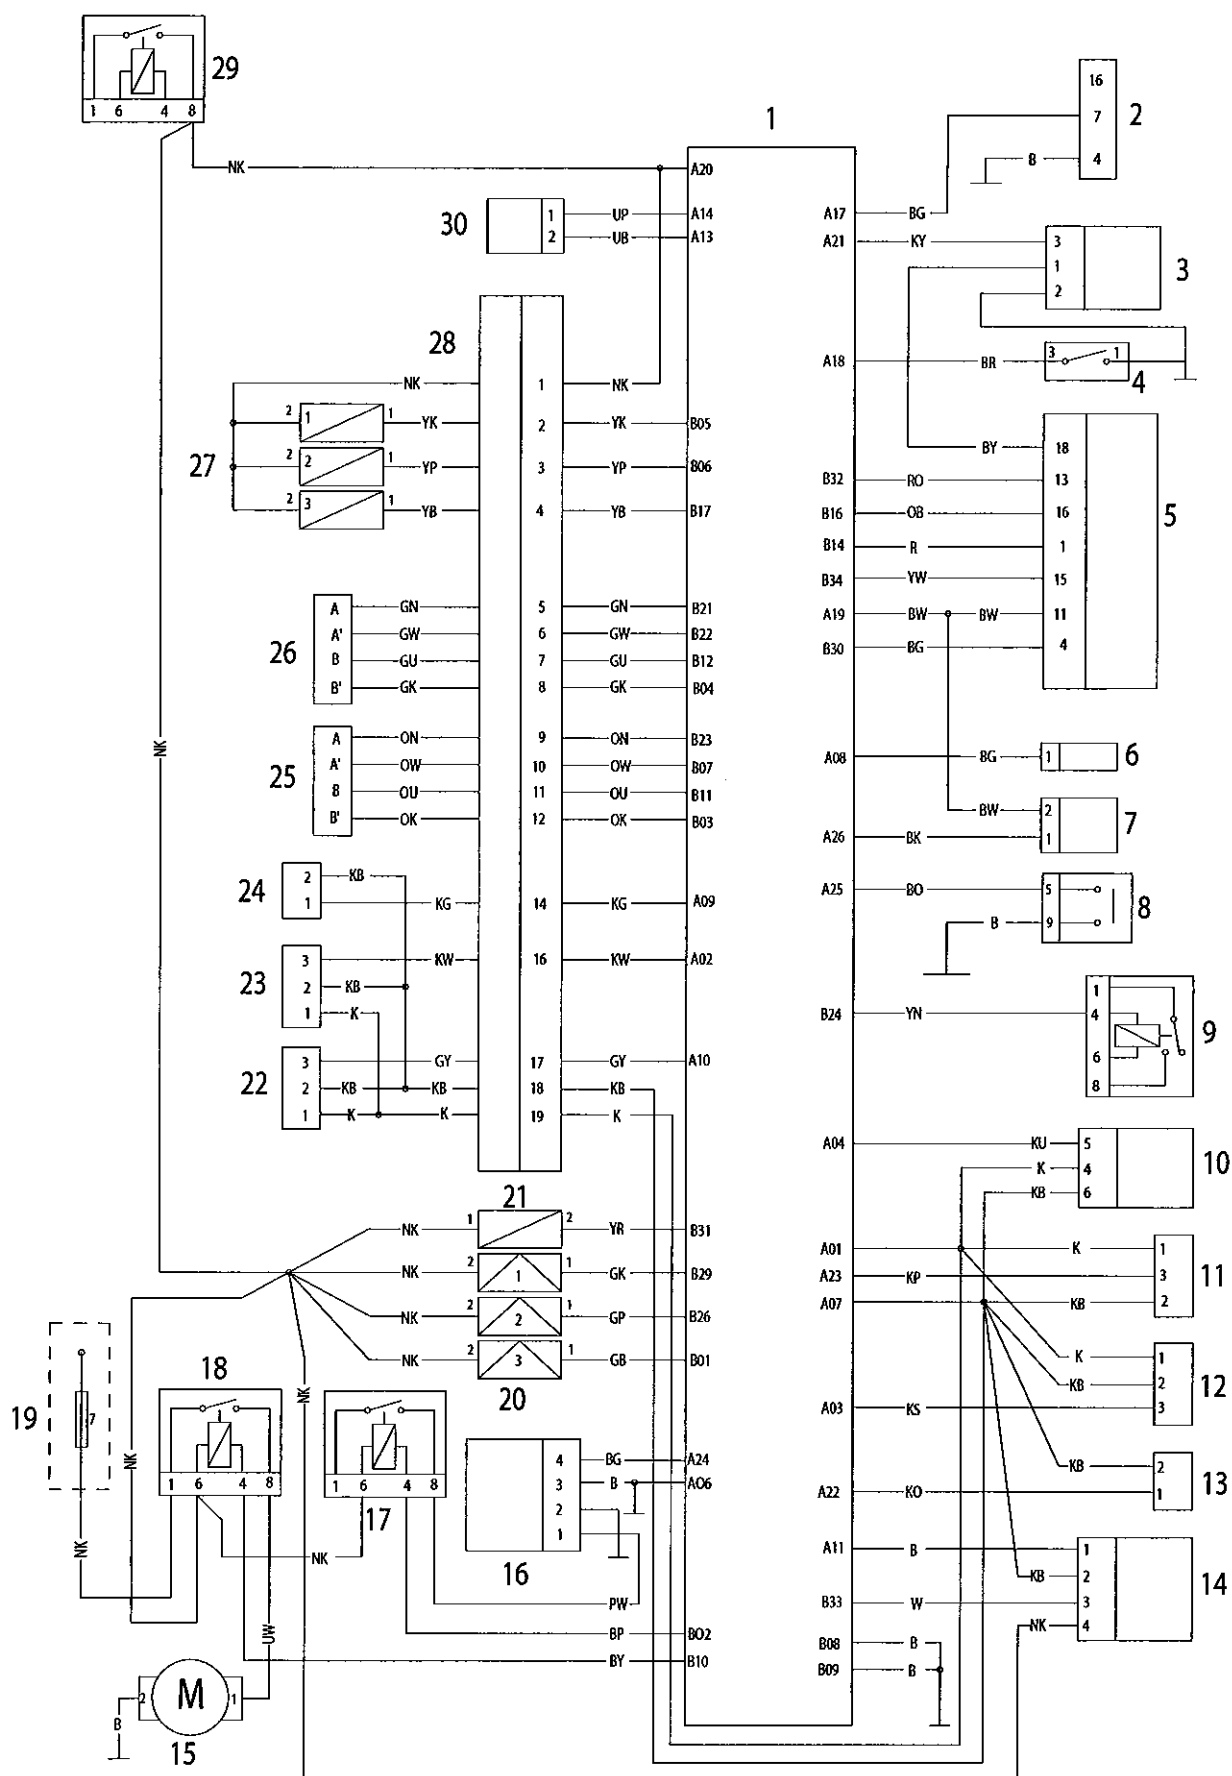 29
1 6 4 8
1
16
7
2
B
4
NK
A20
30
1
UP
A14
2
UB
A13
A17
BG
A21
KY
3
1
2
3
28
A18
BR
3
1
4
NK
1
NK
2
1
1
YK
2
YK
B05
27
2
2
1
YP
3
YP
B06
2
3
1
YB
4
YB
B17
BY
18
B32
RO
13
B16
OB
16
5
B14
R
1
B34
YW
15
A19
BW
BW
11
B30
BG
4
26
A
GN
5
GN
B21
A'
GW
6
GW
B22
B
GU
7
GU
B12
B'
GK
8
GK
B04
25
A
ON
9
ON
B23
A'
OW
10
OW
B07
B
OU
11
OU
B11
B'
OK
12
OK
B03
NK
A08
BG
1
6
BW
2
7
A26
BK
1
24
2
KB
1
KG
14
KG
A09
A25
BO
5
8
B
9
23
3
KW
16
KW
A02
2
KB
1
K
B24
YN
1
4
6
8
9
22
3
GY
17
GY
A10
2
KB
KB
18
KB
1
K
K
19
K
A04
KU
5
K
4
10
KB
6
21
NK
1
2
YR
B31
NK
2
1
1
GK
B29
NK
2
2
1
GP
B26
NK
2
3
1
GB
B01
20
A01
K
1
11
A23
KP
3
A07
KB
2
K
1
12
KB
2
A03
KS
3
19
7
NK
18
1 6 4 8
NK
NK
17
1 6 4 8
NK
16
4
BG
A24
3
B
A06
2
1
PW
BP
B02
BY
B10
KB
2
13
A22
KO
1
A11
B
1
KB
2
14
B33
W
3
NK
4
B08
B
B09
B
UW
2
M
1
B
15